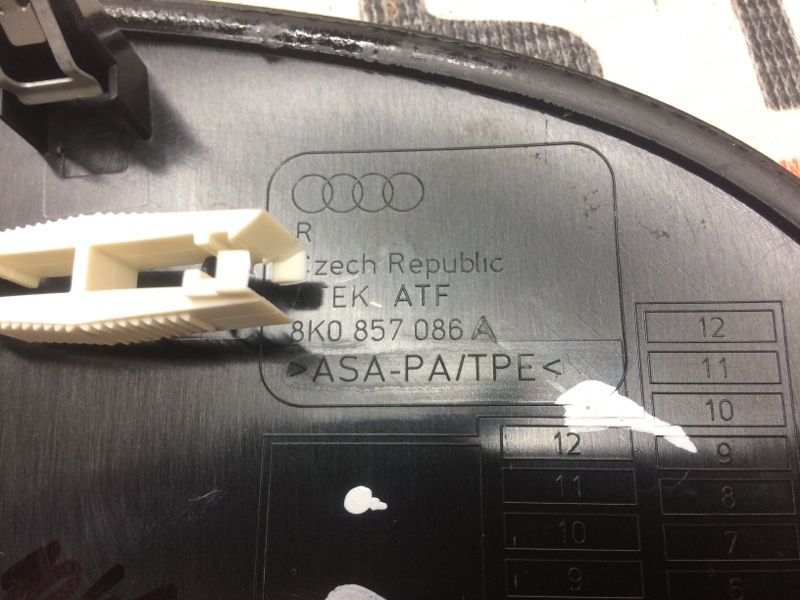 R
Czech Republic
TEK ATF
8K0 857 086 A
>ASA-PA/TPE<
12
11
10
9
8
7
6
12
11
10
9